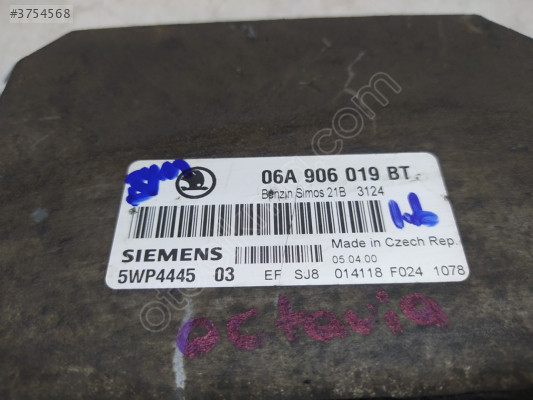 #3754568
06A 906 019 BT
Benzin Simos 21B 3124
SIEMENS
Made in Czech Rep.
05.04.00
5WP4445 03
EF SJ8 014118 F024 1078
octavia